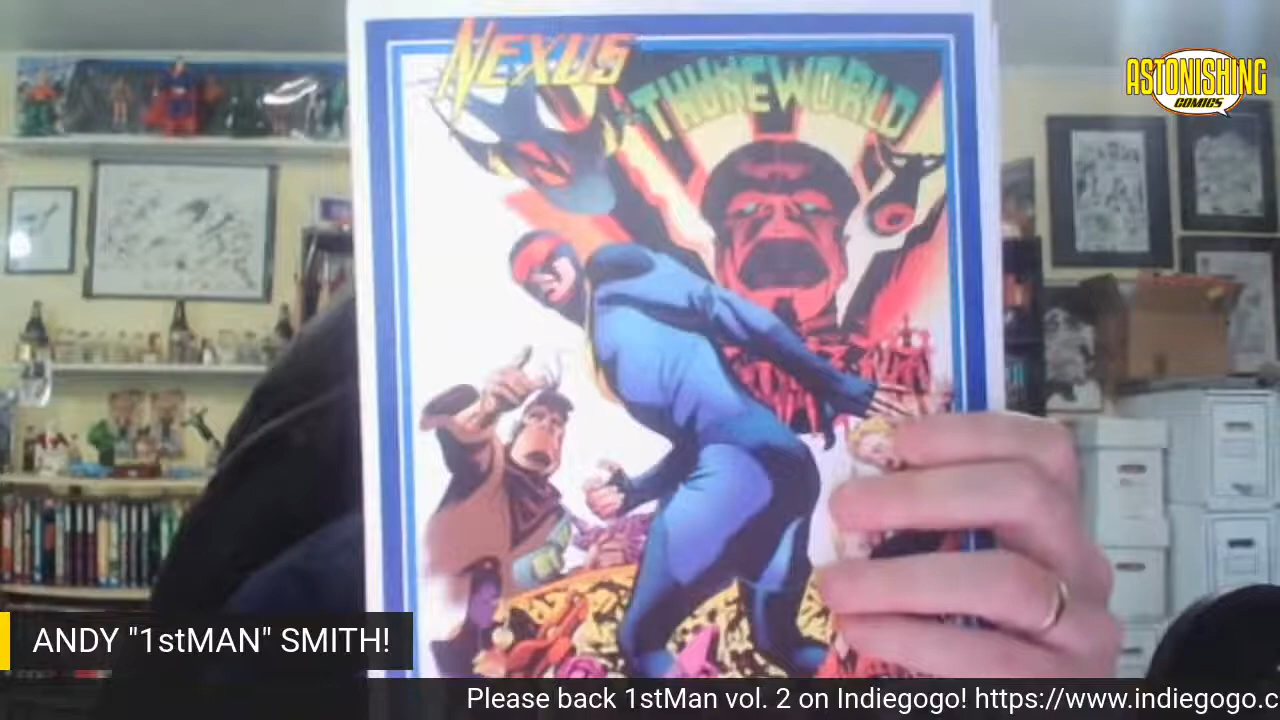 NEXUS
THUNEWORLD
ASTONISHING
COMICS
ANDY "1stMAN" SMITH!
Please back 1stMan vol. 2 on Indiegogo! https://www.indiegogo.c